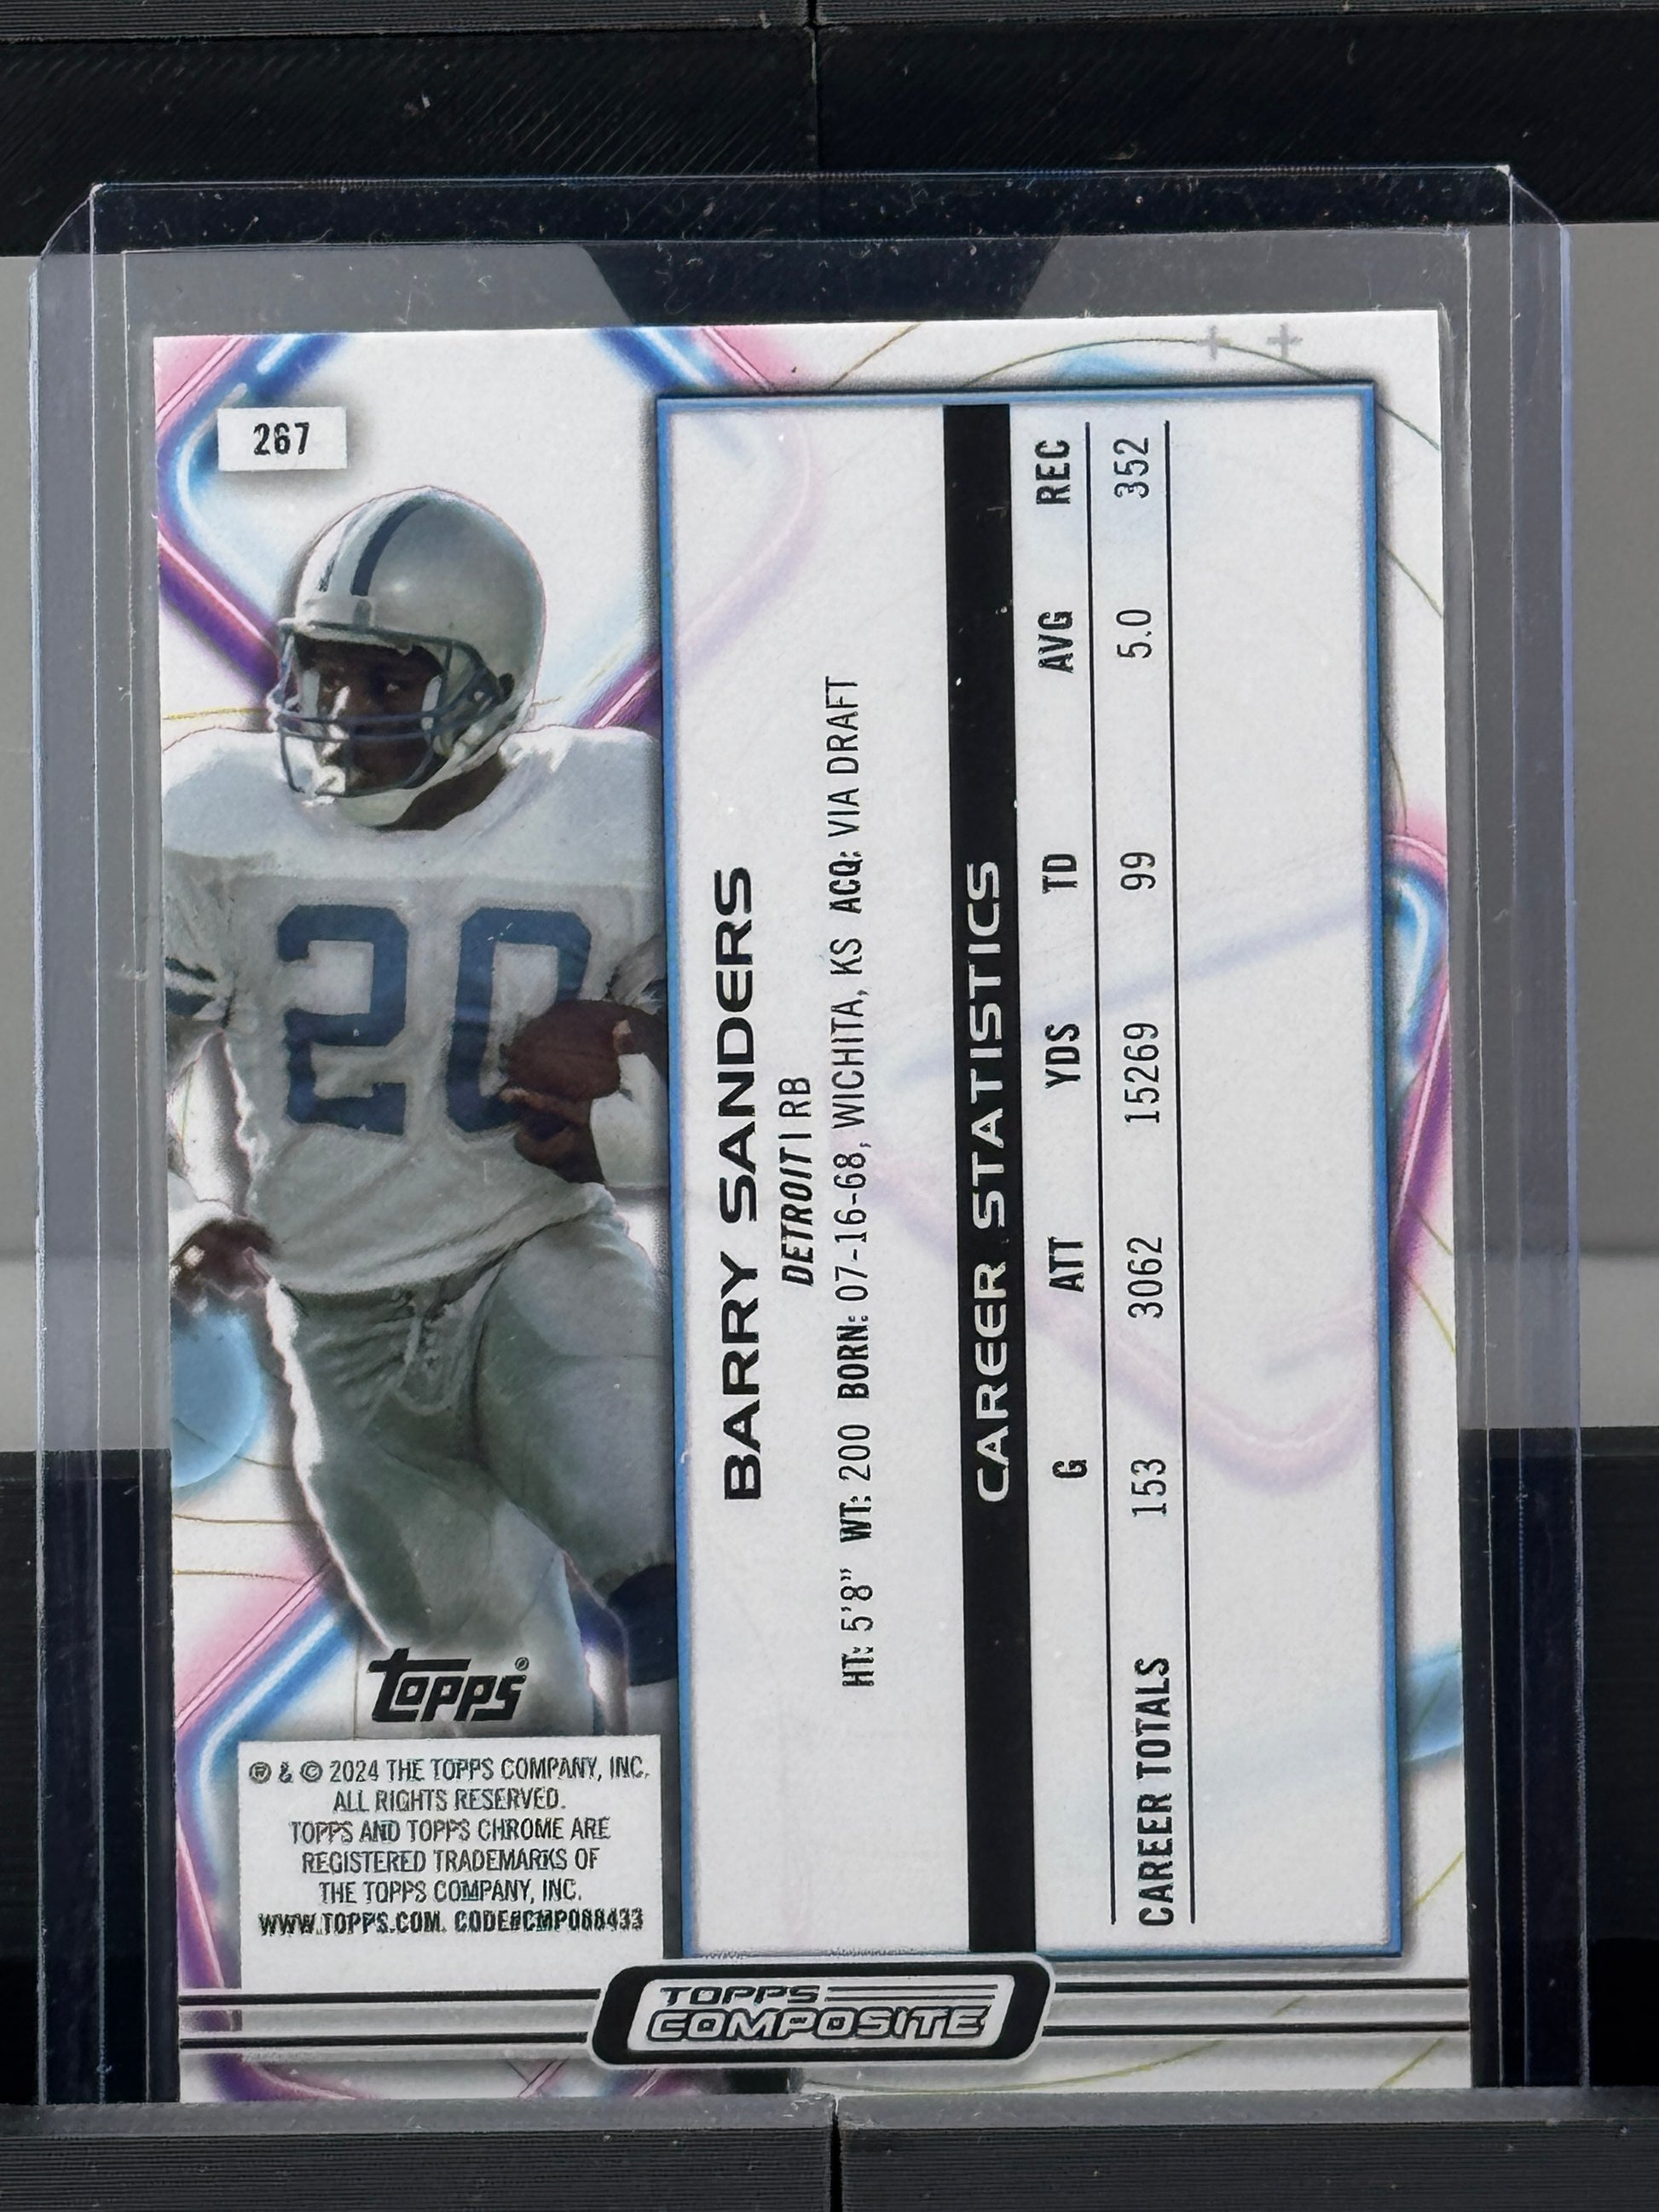 267
20
BARRY SANDERS
DETROIT | RB
HT: 5'8" WT: 200 BORN: 07-16-68, WICHITA, KS ACQ: VIA DRAFT
CAREER STATISTICS
G ATT YDS TD AVG REC
CAREER TOTALS 153 3062 15269 99 5.0 352
topps®
® & © 2024 THE TOPPS COMPANY, INC.
ALL RIGHTS RESERVED.
TOPPS AND TOPPS CHROME ARE
REGISTERED TRADEMARKS OF
THE TOPPS COMPANY, INC.
WWW.TOPPS.COM. CODE#CMP088433
TOPPS
COMPOSITE